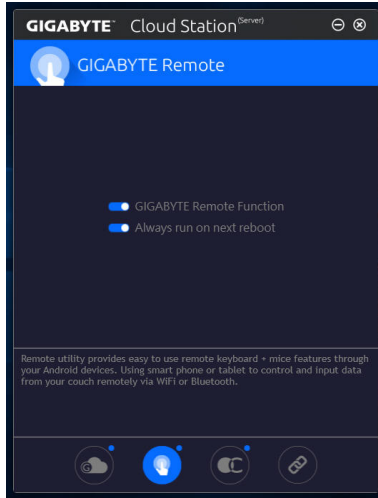 GIGABYTE™ Cloud Station(Server)
GIGABYTE Remote
GIGABYTE Remote Function
Always run on next reboot
Remote utility provides easy to use remote keyboard + mice features through
your Android devices. Using smart phone or tablet to control and input data
from your couch remotely via WiFi or Bluetooth.
G